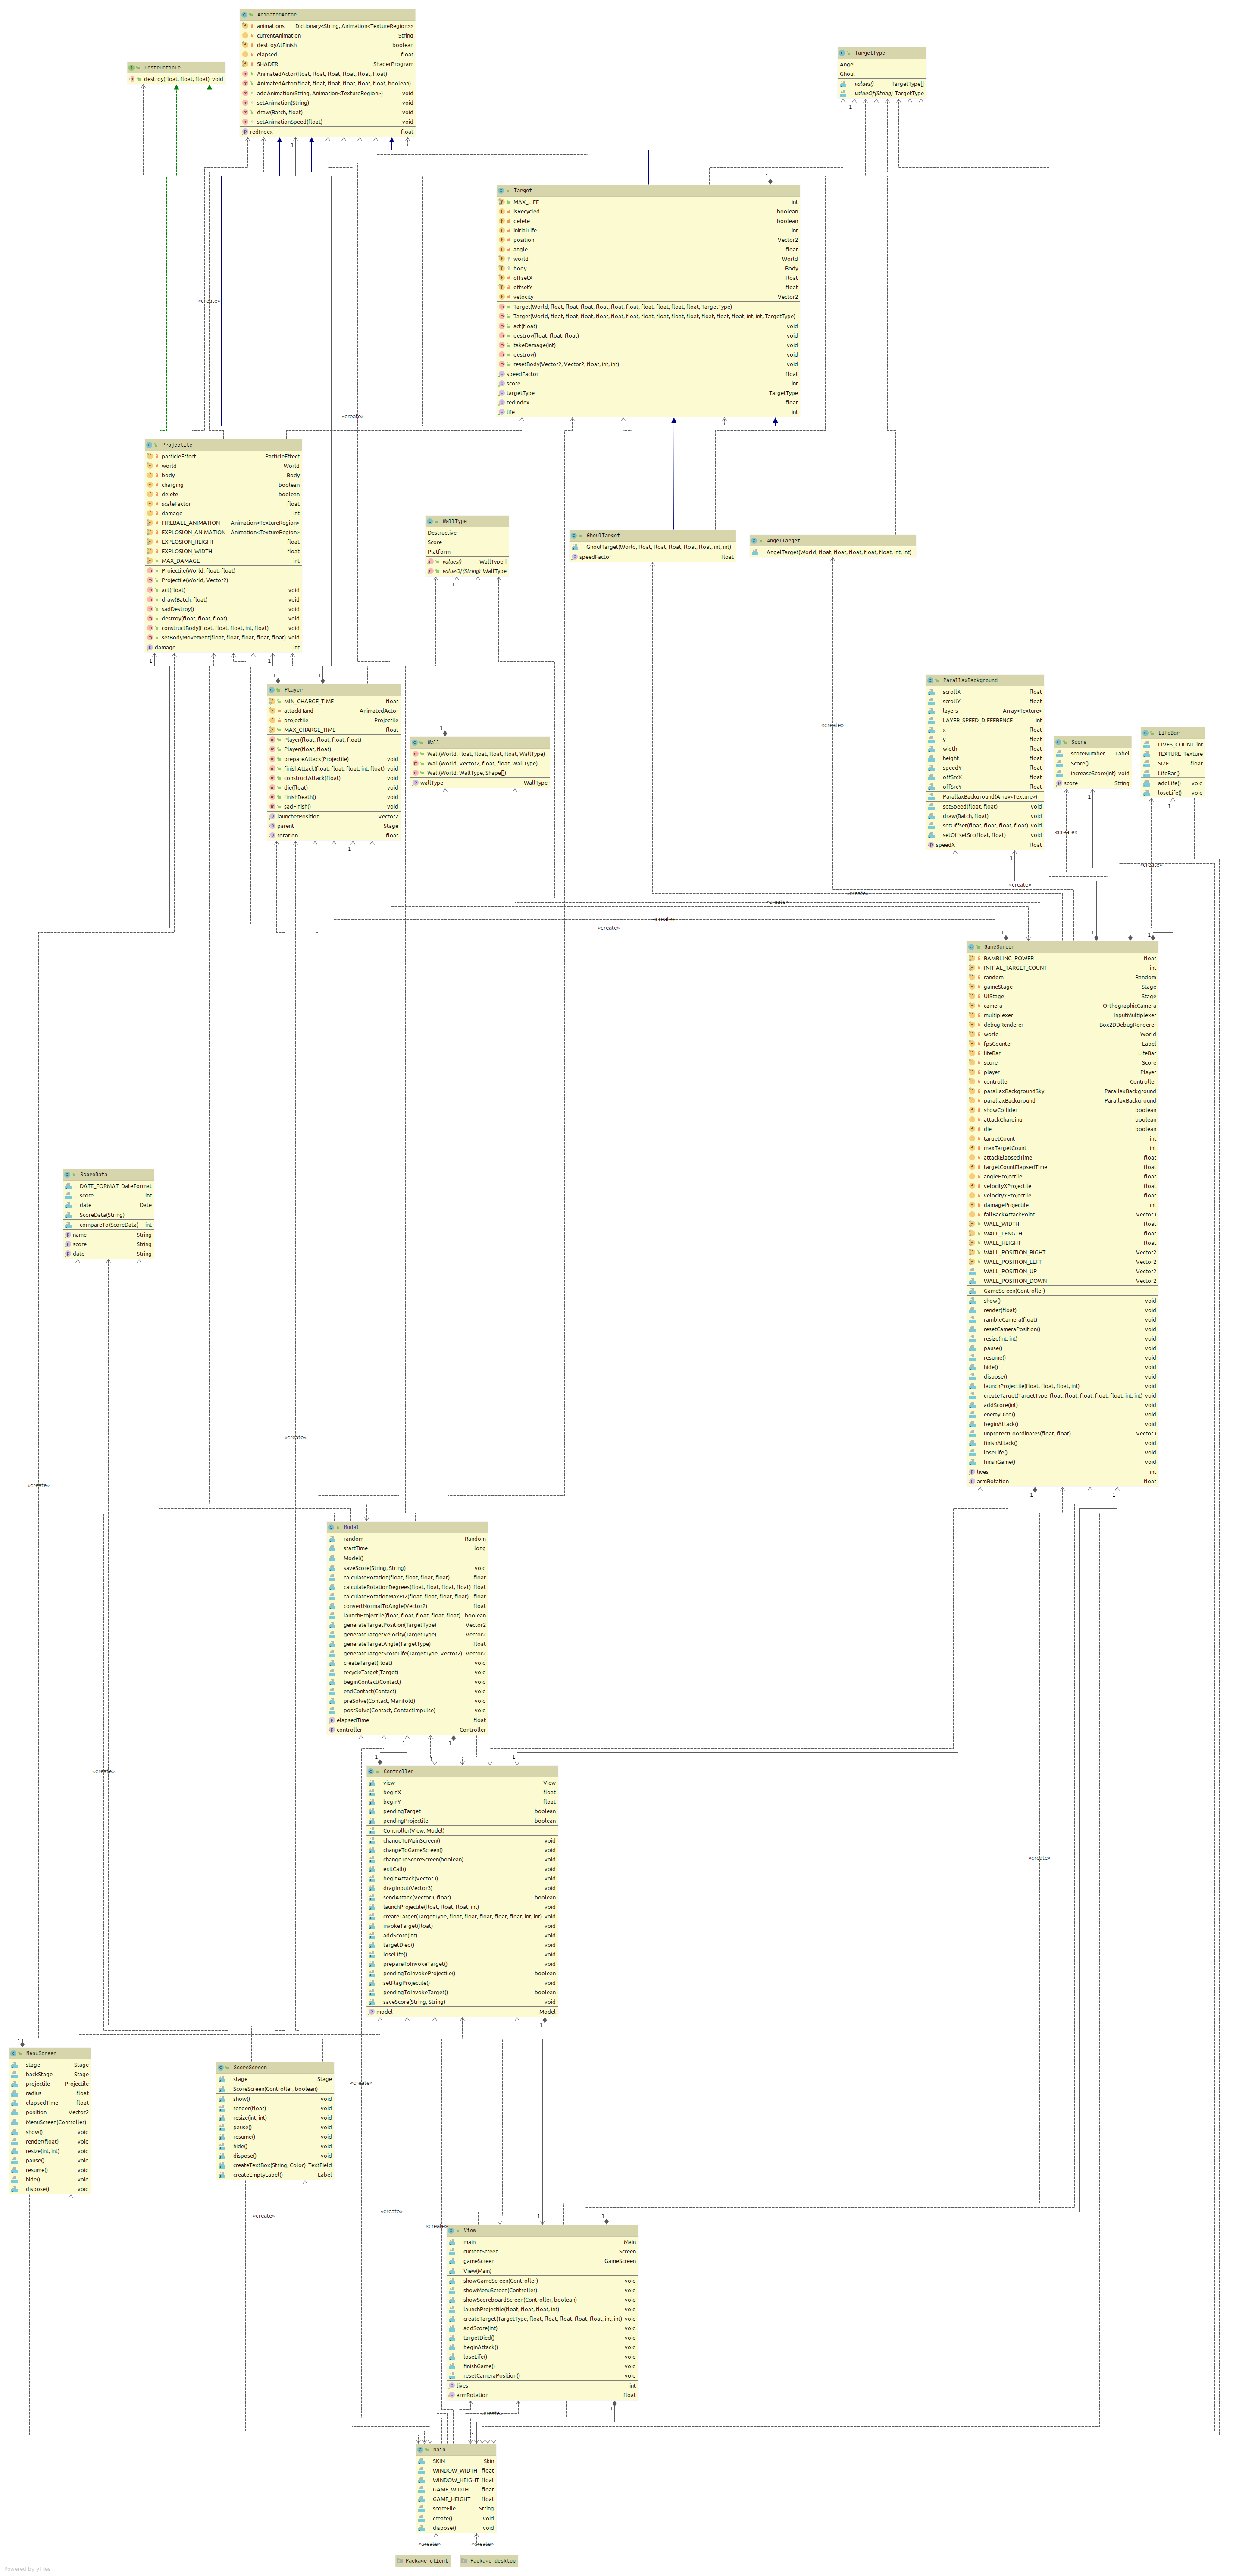 AnimatedActor
animations Dictionary<String, Animation<TextureRegion>>
currentAnimation String
destroyAtFinish boolean
elapsed float
SHADER ShaderProgram
AnimatedActor(float, float, float, float, float, float)
AnimatedActor(float, float, float, float, float, float, boolean)
addAnimation(String, Animation<TextureRegion>) void
setAnimation(String) void
draw(Batch, float) void
setAnimationSpeed(float) void
redIndex float
Destructible
destroy(float, float, float) void
TargetType
Angel
Ghoul
values() TargetType[]
valueOf(String) TargetType
Target
MAX_LIFE int
isRecycled boolean
delete boolean
initialLife int
position Vector2
angle float
world World
body Body
offsetX float
offsetY float
velocity Vector2
Target(World, float, float, float, float, float, float, float, float, float, float, TargetType)
Target(World, float, float, float, float, float, float, float, float, float, float, float, float, float, int, int, TargetType)
act(float) void
destroy(float, float, float) void
takeDamage(int) void
destroy() void
resetBody(Vector2, Vector2, float, int, int) void
speedFactor float
score int
targetType TargetType
redIndex float
life int
«create»
«create»
Projectile
particleEffect ParticleEffect
world World
body Body
charging boolean
delete boolean
scaleFactor float
damage int
FIREBALL_ANIMATION Animation<TextureRegion>
EXPLOSION_ANIMATION Animation<TextureRegion>
EXPLOSION_HEIGHT float
EXPLOSION_WIDTH float
MAX_DAMAGE int
Projectile(World, float, float)
Projectile(World, Vector2)
act(float) void
draw(Batch, float) void
sadDestroy() void
destroy(float, float, float) void
constructBody(float, float, float, int, float) void
setBodyMovement(float, float, float, float, float) void
damage int
WallType
Destructive
Score
Platform
values() WallType[]
valueOf(String) WallType
GhoulTarget
GhoulTarget(World, float, float, float, float, float, int, int)
speedFactor float
AngelTarget
AngelTarget(World, float, float, float, float, float, int, int)
Player
MIN_CHARGE_TIME float
attackHand AnimatedActor
projectile Projectile
MAX_CHARGE_TIME float
Player(float, float, float, float)
Player(float, float)
prepareAttack(Projectile) void
finishAttack(float, float, float, int, float) void
constructAttack(float) void
die(float) void
finishDeath() void
sadFinish() void
launcherPosition Vector2
parent Stage
rotation float
Wall
Wall(World, float, float, float, float, WallType)
Wall(World, Vector2, float, float, WallType)
Wall(World, WallType, Shape[])
wallType WallType
ParallaxBackground
scrollX float
scrollY float
layers Array<Texture>
LAYER_SPEED_DIFFERENCE int
x float
y float
width float
height float
speedY float
offSrcX float
offSrcY float
ParallaxBackground(Array<Texture>)
setSpeed(float, float) void
draw(Batch, float) void
setOffset(float, float, float, float) void
setOffsetSrc(float, float) void
speedX float
Score
scoreNumber Label
Score()
increaseScore(int) void
score String
LifeBar
LIVES_COUNT int
TEXTURE Texture
SIZE float
LifeBar()
addLife() void
loseLife() void
«create»
«create»
«create»
«create»
«create»
«create»
«create»
«create»
GameScreen
RAMBLING_POWER float
INITIAL_TARGET_COUNT int
random Random
gameStage Stage
UIStage Stage
camera OrthographicCamera
multiplexer InputMultiplexer
debugRenderer Box2DDebugRenderer
world World
fpsCounter Label
lifeBar LifeBar
score Score
player Player
controller Controller
parallaxBackgroundSky ParallaxBackground
parallaxBackground ParallaxBackground
showCollider boolean
attackCharging boolean
die boolean
targetCount int
maxTargetCount int
attackElapsedTime float
targetCountElapsedTime float
angleProjectile float
velocityXProjectile float
velocityYProjectile float
damageProjectile int
fallBackAttackPoint Vector3
WALL_WIDTH float
WALL_LENGTH float
WALL_HEIGHT float
WALL_POSITION_RIGHT Vector2
WALL_POSITION_LEFT Vector2
WALL_POSITION_UP Vector2
WALL_POSITION_DOWN Vector2
GameScreen(Controller)
show() void
render(float) void
rambleCamera(float) void
resetCameraPosition() void
resize(int, int) void
pause() void
resume() void
hide() void
dispose() void
launchProjectile(float, float, float, int) void
createTarget(TargetType, float, float, float, float, float, int, int) void
addScore(int) void
enemyDied() void
beginAttack() void
unprotectCoordinates(float, float) Vector3
finishAttack() void
loseLife() void
finishGame() void
lives int
armRotation float
ScoreData
DATE_FORMAT DateFormat
score int
date Date
ScoreData(String)
compareTo(ScoreData) int
name String
score String
date String
«create»
«create»
Model
random Random
startTime long
Model()
saveScore(String, String) void
calculateRotation(float, float, float, float) float
calculateRotationDegrees(float, float, float, float) float
calculateRotationMaxPI2(float, float, float, float) float
convertNormalToAngle(Vector2) float
launchProjectile(float, float, float, float, float) boolean
generateTargetPosition(TargetType) Vector2
generateTargetVelocity(TargetType) Vector2
generateTargetAngle(TargetType) float
generateTargetScoreLife(TargetType, Vector2) Vector2
createTarget(float) void
recycleTarget(Target) void
beginContact(Contact) void
endContact(Contact) void
preSolve(Contact, Manifold) void
postSolve(Contact, ContactImpulse) void
elapsedTime float
controller Controller
«create»
Controller
view View
beginX float
beginY float
pendingTarget boolean
pendingProjectile boolean
Controller(View, Model)
changeToMainScreen() void
changeToGameScreen() void
changeToScoreScreen(boolean) void
exitCall() void
beginAttack(Vector3) void
dragInput(Vector3) void
sendAttack(Vector3, float) boolean
launchProjectile(float, float, float, int) void
createTarget(TargetType, float, float, float, float, float, int, int) void
invokeTarget(float) void
addScore(int) void
targetDied() void
loseLife() void
prepareToInvokeTarget() void
pendingToInvokeProjectile() boolean
setFlagProjectile() void
pendingToInvokeTarget() boolean
saveScore(String, String) void
model Model
«create»
MenuScreen
stage Stage
backStage Stage
projectile Projectile
radius float
elapsedTime float
position Vector2
MenuScreen(Controller)
show() void
render(float) void
resize(int, int) void
pause() void
resume() void
hide() void
dispose() void
ScoreScreen
stage Stage
ScoreScreen(Controller, boolean)
show() void
render(float) void
resize(int, int) void
pause() void
resume() void
hide() void
dispose() void
createTextBox(String, Color) TextField
createEmptyLabel() Label
«create»
«create»
«create»
«create»
View
main Main
currentScreen Screen
gameScreen GameScreen
View(Main)
showGameScreen(Controller) void
showMenuScreen(Controller) void
showScoreboardScreen(Controller, boolean) void
launchProjectile(float, float, float, int) void
createTarget(TargetType, float, float, float, float, float, int, int) void
addScore(int) void
targetDied() void
beginAttack() void
loseLife() void
finishGame() void
resetCameraPosition() void
lives int
armRotation float
«create»
Main
SKIN Skin
WINDOW_WIDTH float
WINDOW_HEIGHT float
GAME_WIDTH float
GAME_HEIGHT float
scoreFile String
create() void
dispose() void
«create»
«create»
Package client
Package desktop
Powered by yFiles